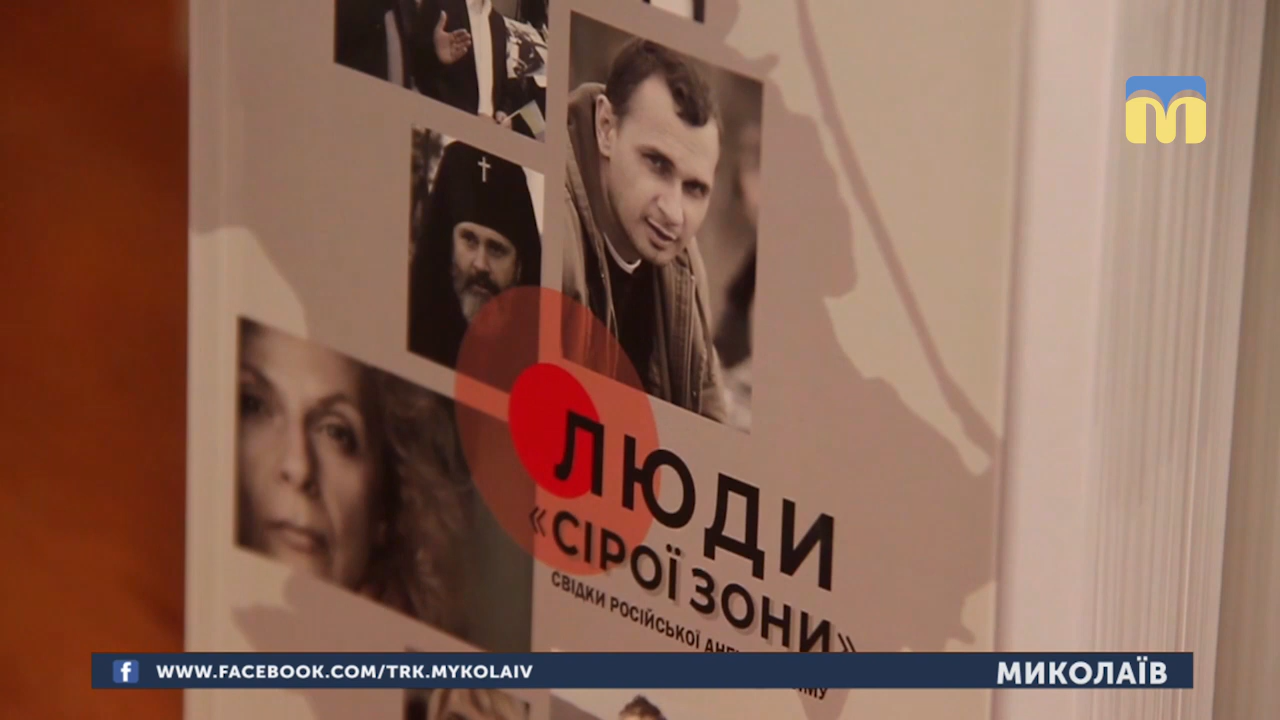 ЛЮДИ
«СІРОЇ ЗОНИ»
СВІДКИ РОСІЙСЬКОЇ
WWW.FACEBOOK.COM/TRK.MYKOLAIV
МИКОЛАЇВ